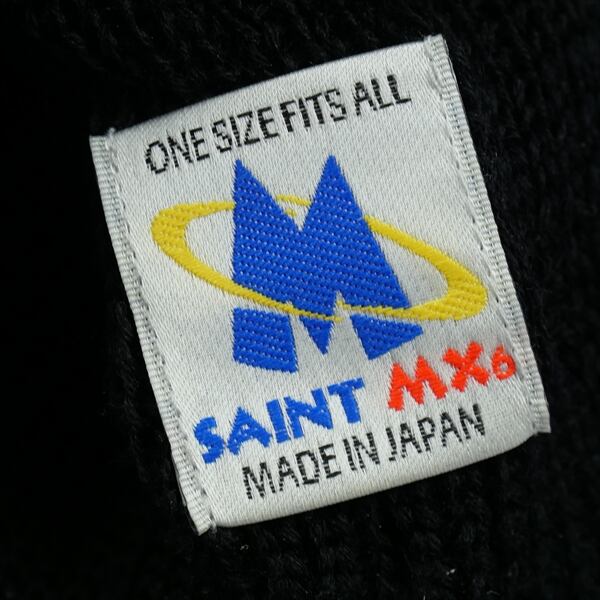 ONE SIZE FITS ALL
M
SAINT MX6
MADE IN JAPAN